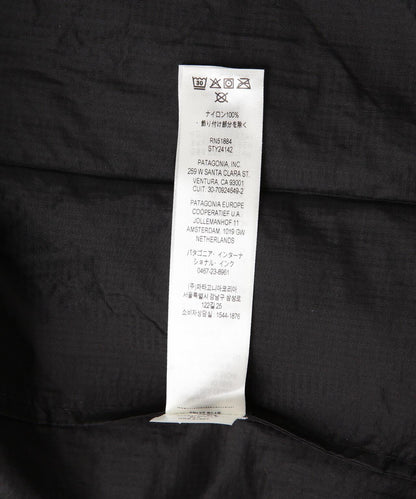 30
ナイロン100%
・飾り付け部分を除く
RN51884
STY24142
PATAGONIA, INC.
259 W SANTA CLARA ST.
VENTURA, CA 93001
CUIT: 30-70924649-2
PATAGONIA EUROPE
COOPERATIEF U.A.
JOLLEMANHOF 11
AMSTERDAM, 1019 GW
NETHERLANDS
パタゴニア・インターナ
ショナル・インク
0467-23-8961
(주)파타고니아코리아
서울특별시 강남구 삼성로
122길 25
소비자상담실 : 1544-1876